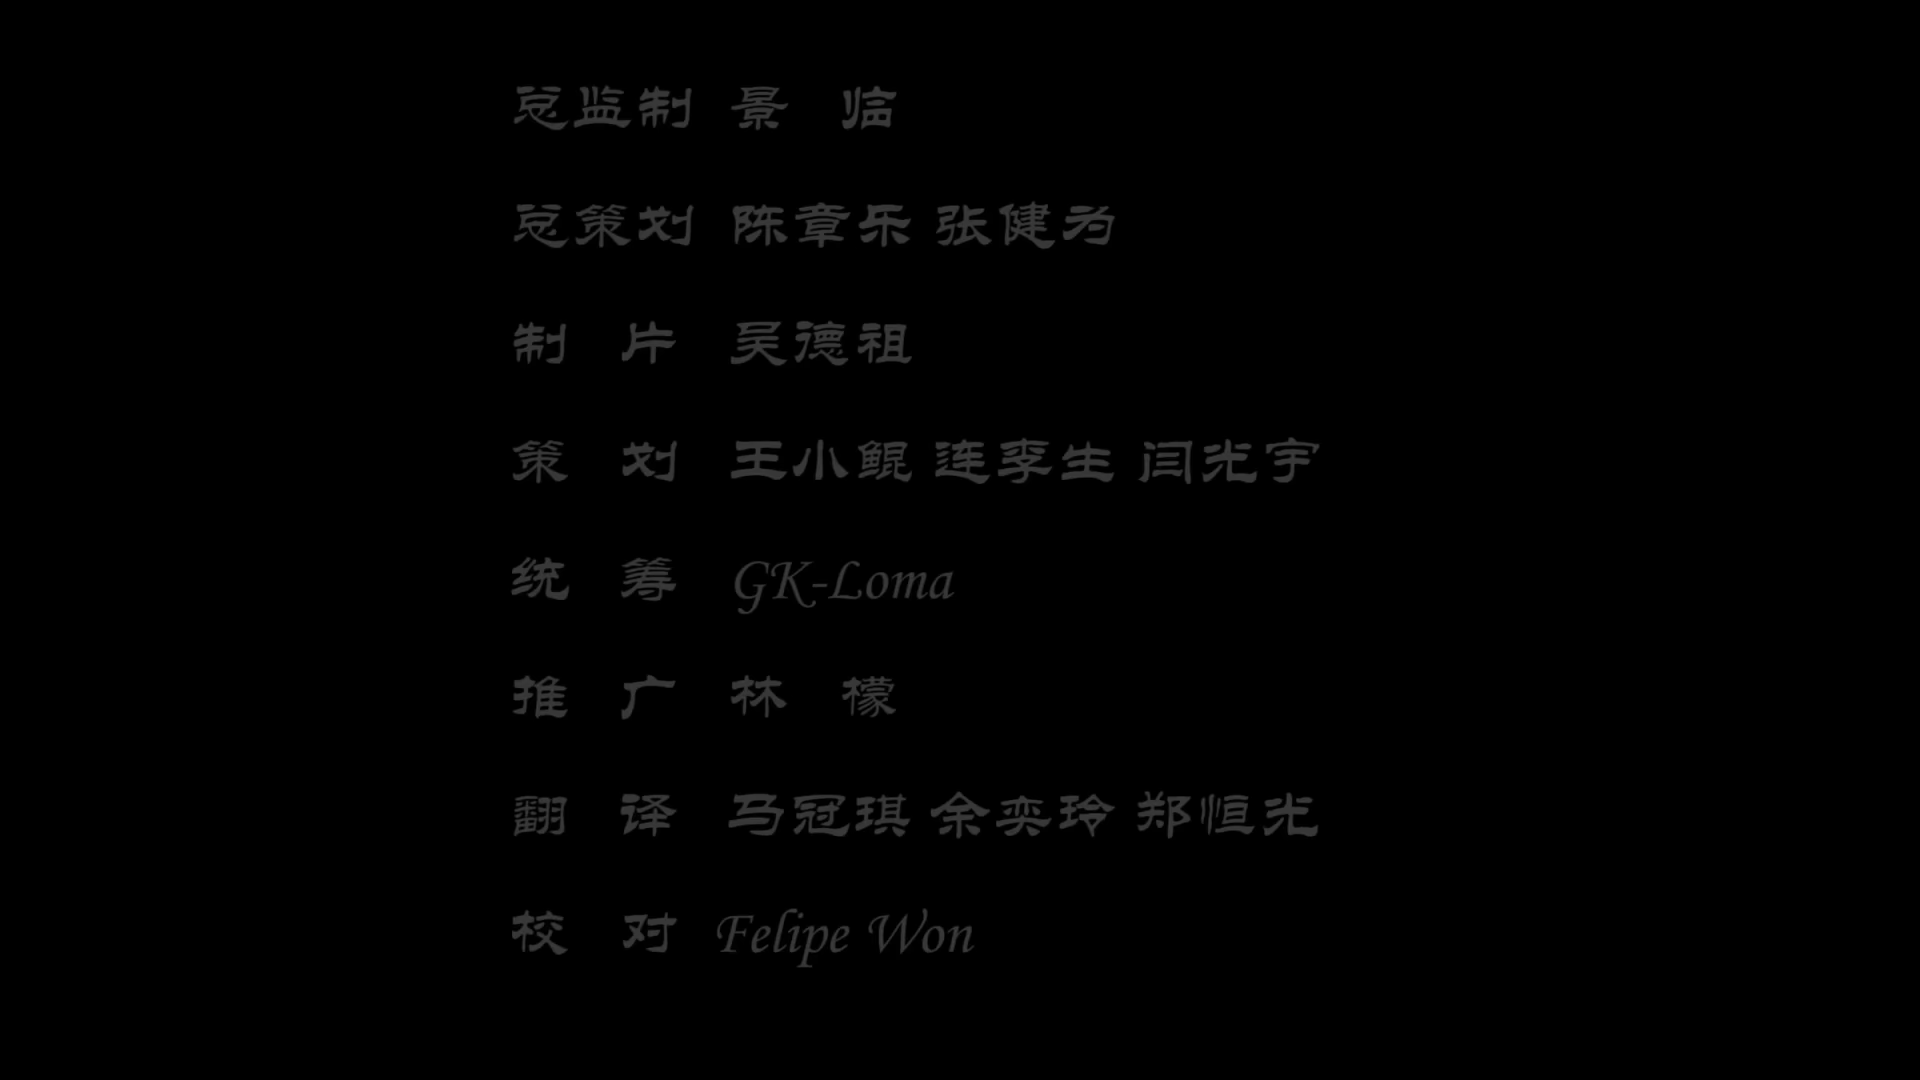 总监制 景 临
总策划 陈章乐 张健为
制 片 吴德祖
策 划 王小鲲 连李生 闫光宇
统 筹 GK-Loma
推 广 林 檬
翻 译 马冠琪 余奕玲 郑恒光
校 对 Felipe Won